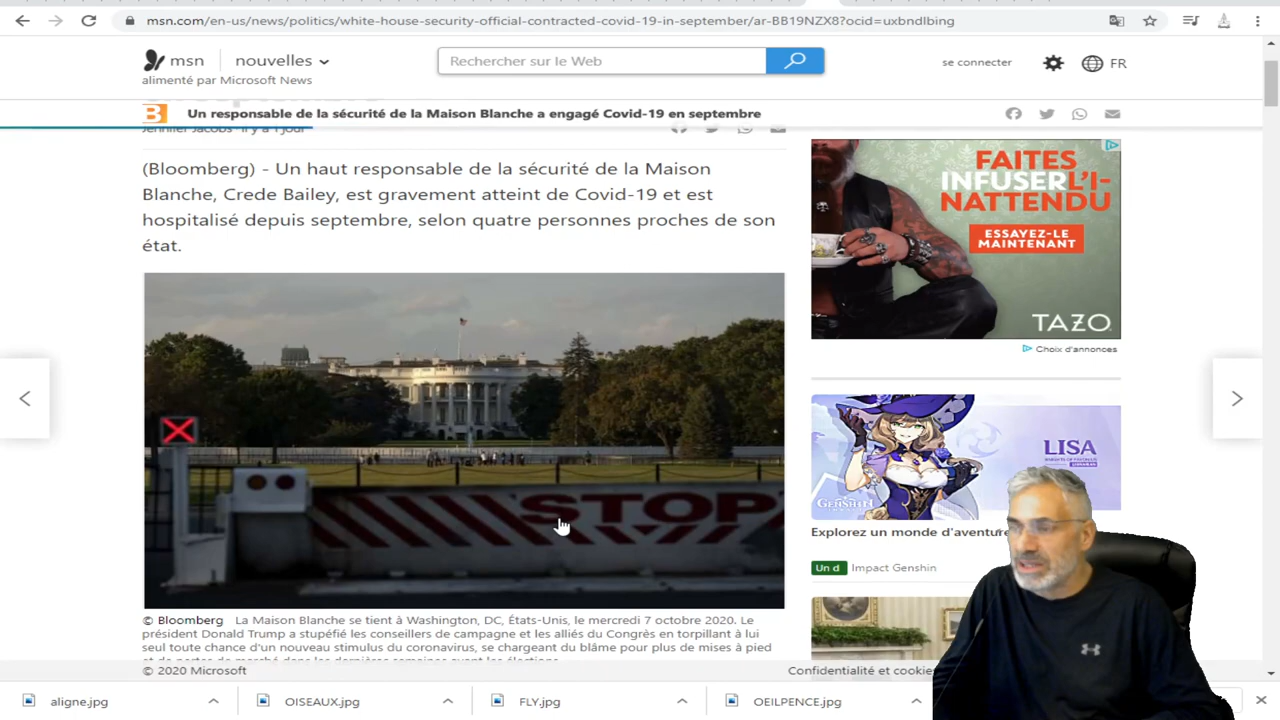 msn.com/en-us/news/politics/white-house-security-official-contracted-covid-19-in-september/ar-BB19NZX8?ocid=uxbndlbing
msn
nouvelles
Rechercher sur le Web
se connecter
FR
alimenté par Microsoft News
B
Un responsable de la sécurité de la Maison Blanche a engagé Covid-19 en septembre
Jennifer Jacobs - il y a 1 jour
(Bloomberg) - Un haut responsable de la sécurité de la Maison
Blanche, Crede Bailey, est gravement atteint de Covid-19 et est
hospitalisé depuis septembre, selon quatre personnes proches de son
état.
STOP
© Bloomberg La Maison Blanche se tient à Washington, DC, États-Unis, le mercredi 7 octobre 2020. Le
président Donald Trump a stupéfié les conseillers de campagne et les alliés du Congrès en torpillant à lui
seul toute chance d'un nouveau stimulus du coronavirus, se chargeant du blâme pour plus de mises à pied
FAITES
INFUSER L'I-
NATTENDU
ESSAYEZ-LE
MAINTENANT
TAZO
Choix d'annonces
LISA
Genshin
Explorez un monde d'aventure
Un d
Impact Genshin
© 2020 Microsoft
Confidentialité et cookies
aligne.jpg
OISEAUX.jpg
FLY.jpg
OEILPENCE.jpg